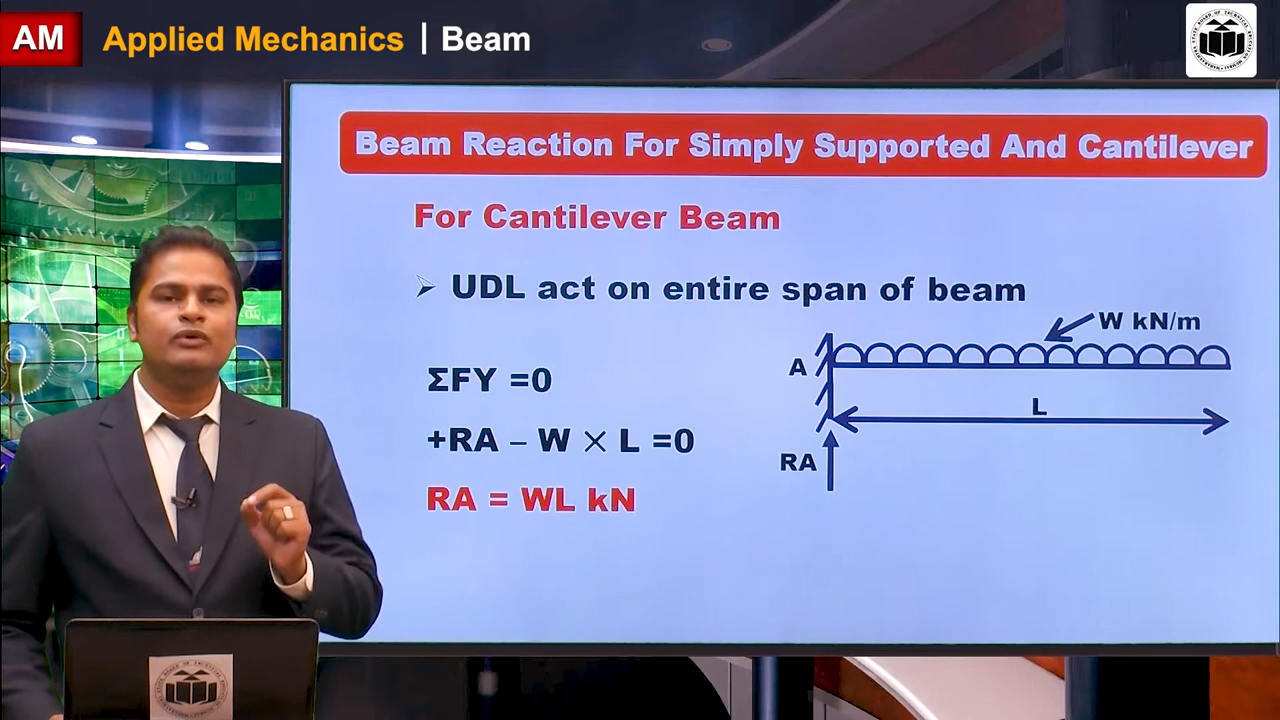 AM Applied Mechanics | Beam
Beam Reaction For Simply Supported And Cantilever
For Cantilever Beam
➢ UDL act on entire span of beam
W kN/m
A
ΣFY =0
L
+RA – W × L =0
RA
RA = WL kN